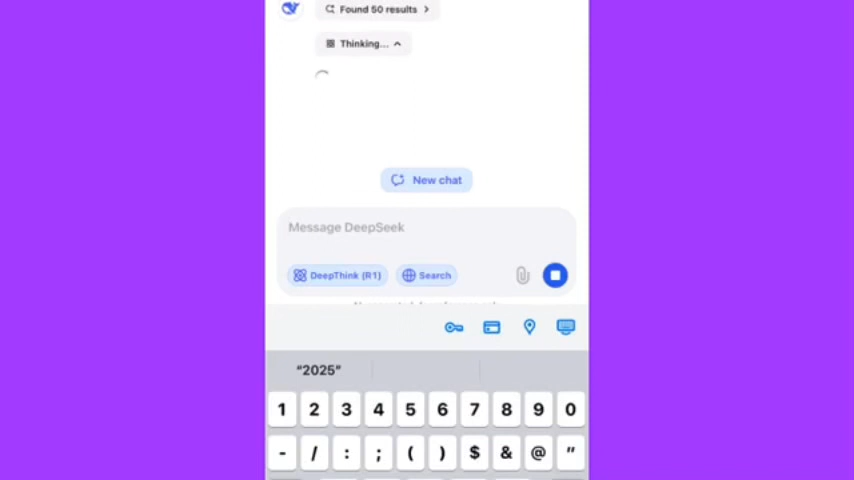 Found 50 results
Thinking...
New chat
Message DeepSeek
DeepThink (R1) Search
“2025”
1 2 3 4 5 6 7 8 9 0
- / : ; ( ) $ & @ "